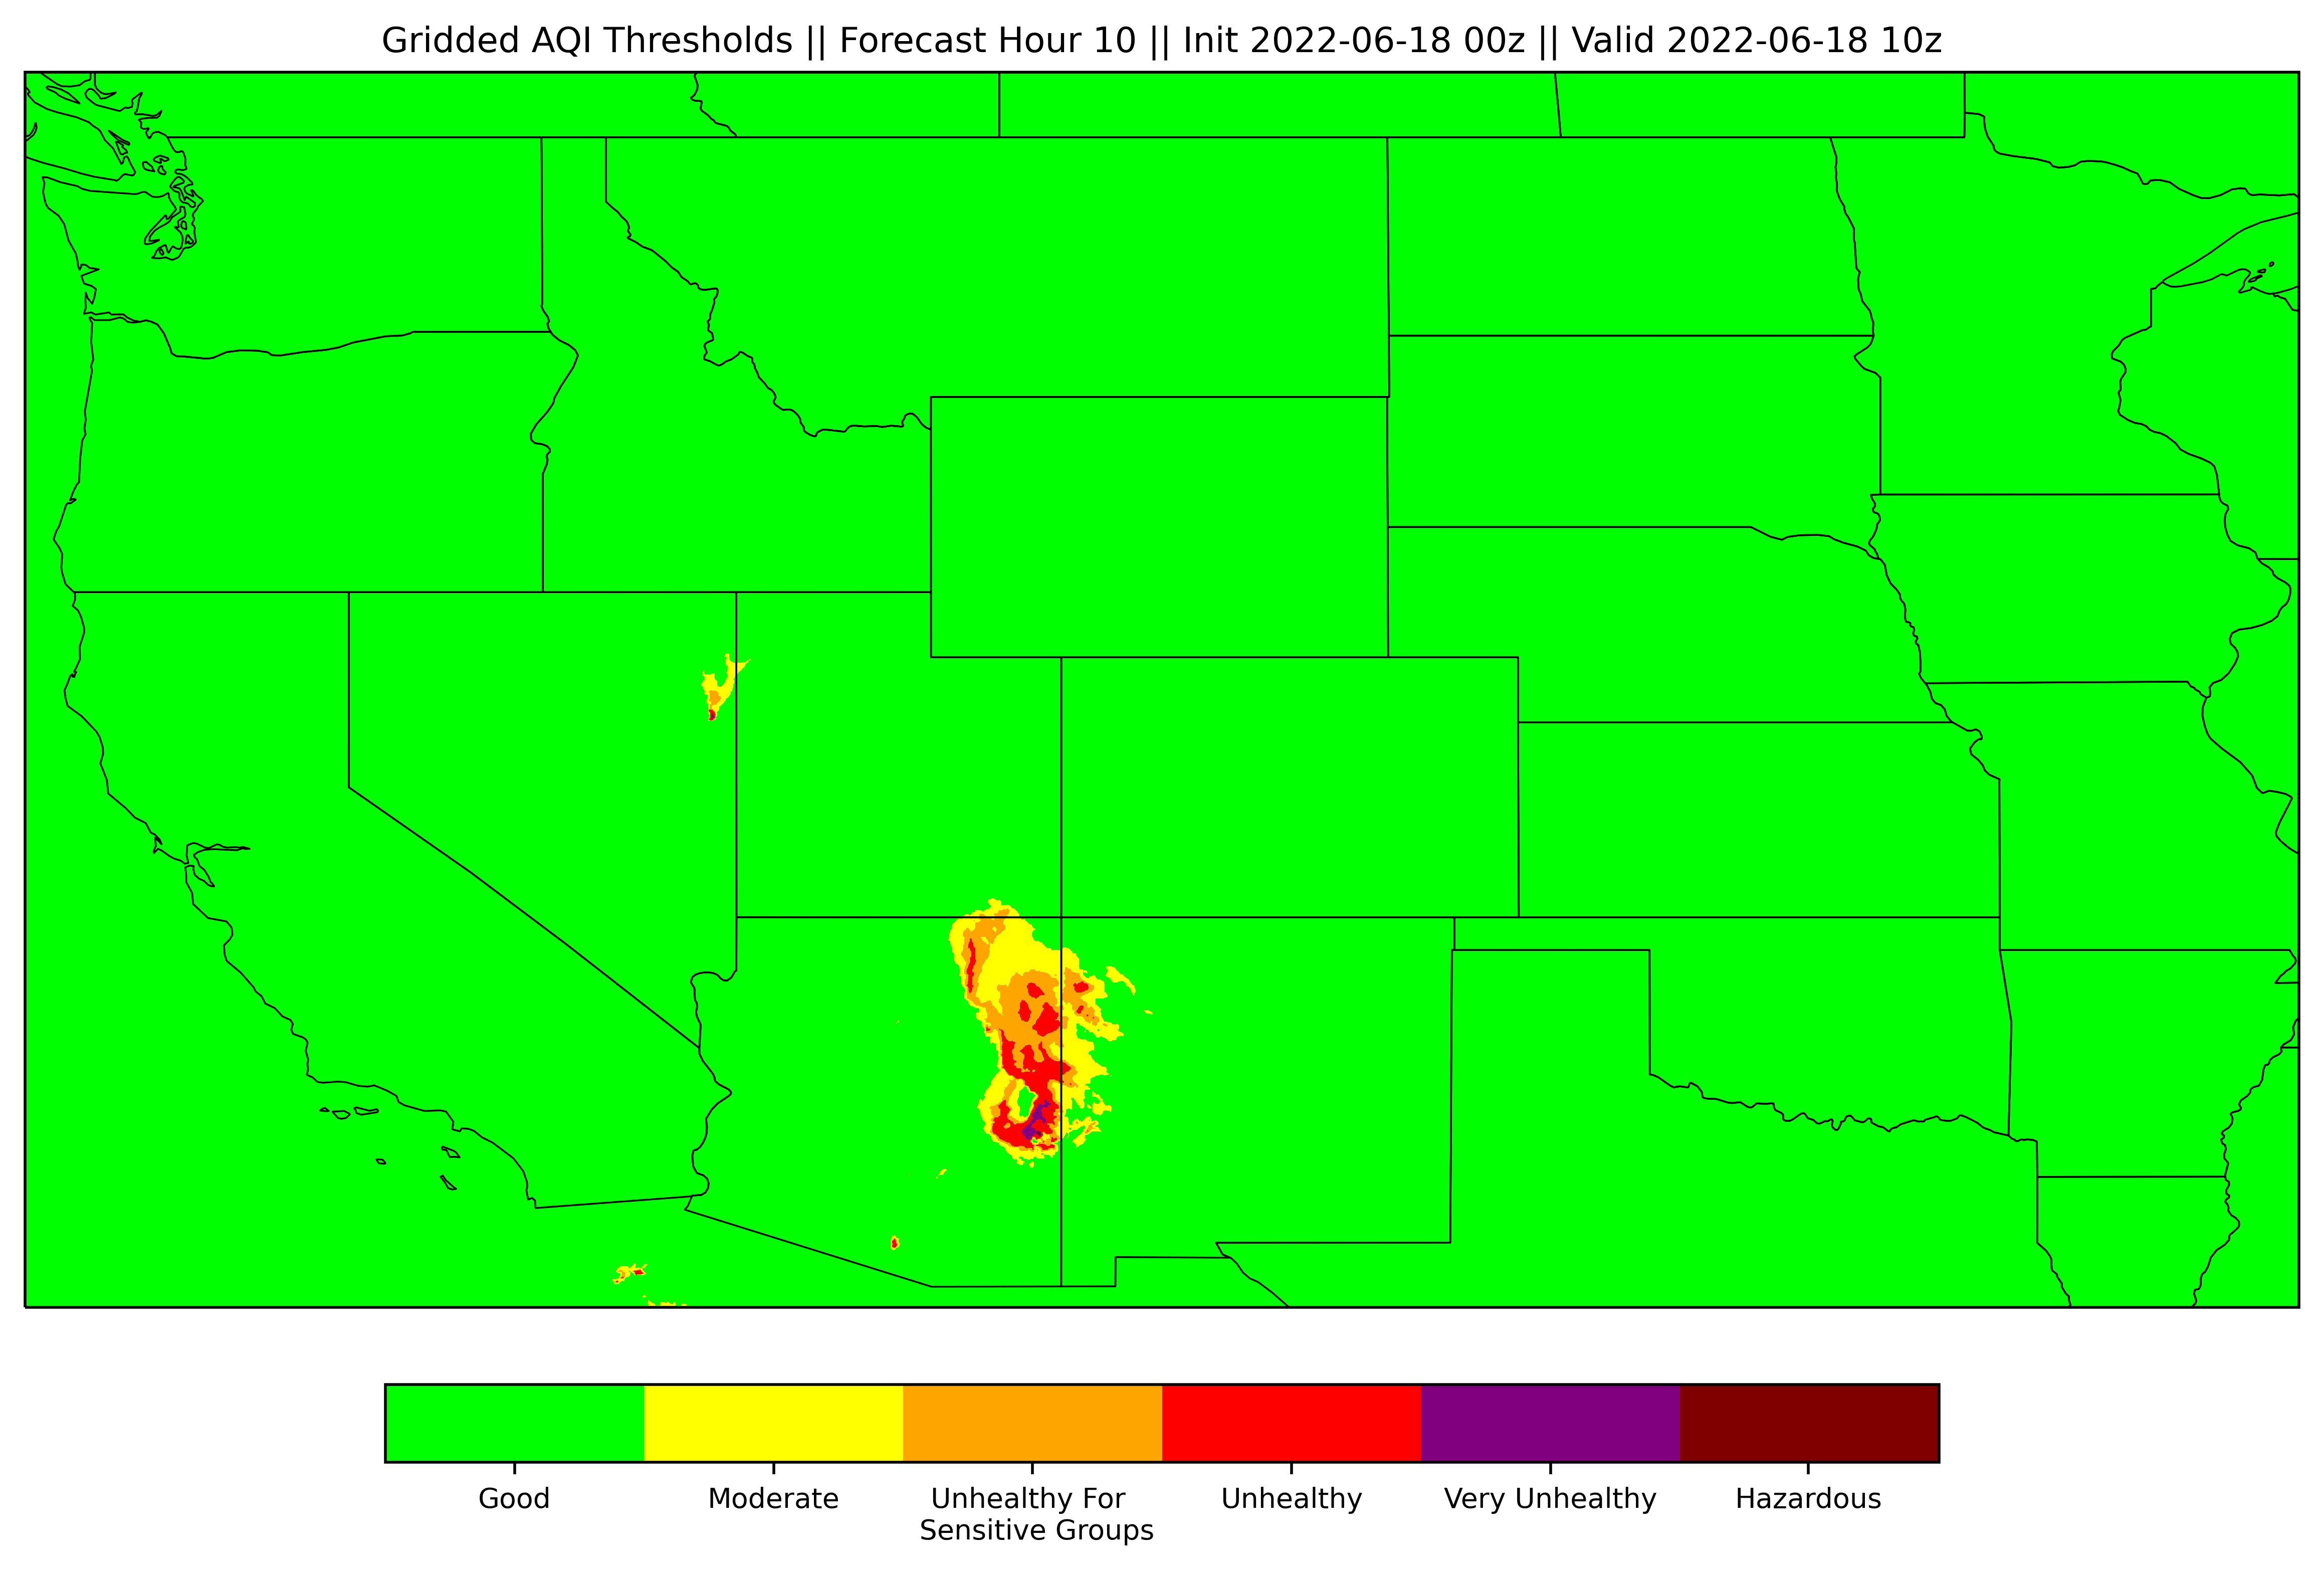 Gridded AQI Thresholds || Forecast Hour 10 || Init 2022-06-18 00z || Valid 2022-06-18 10z
Good
Moderate
Unhealthy For
Sensitive Groups
Unhealthy
Very Unhealthy
Hazardous